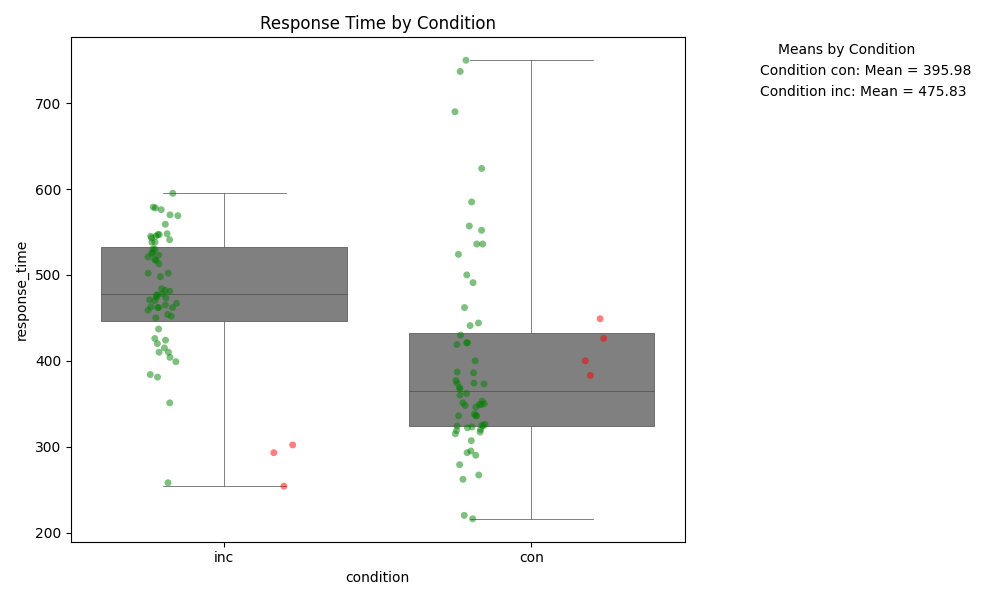 Response Time by Condition
Means by Condition
Condition con: Mean = 395.98
Condition inc: Mean = 475.83
response_time
700
600
500
400
300
200
inc
con
condition